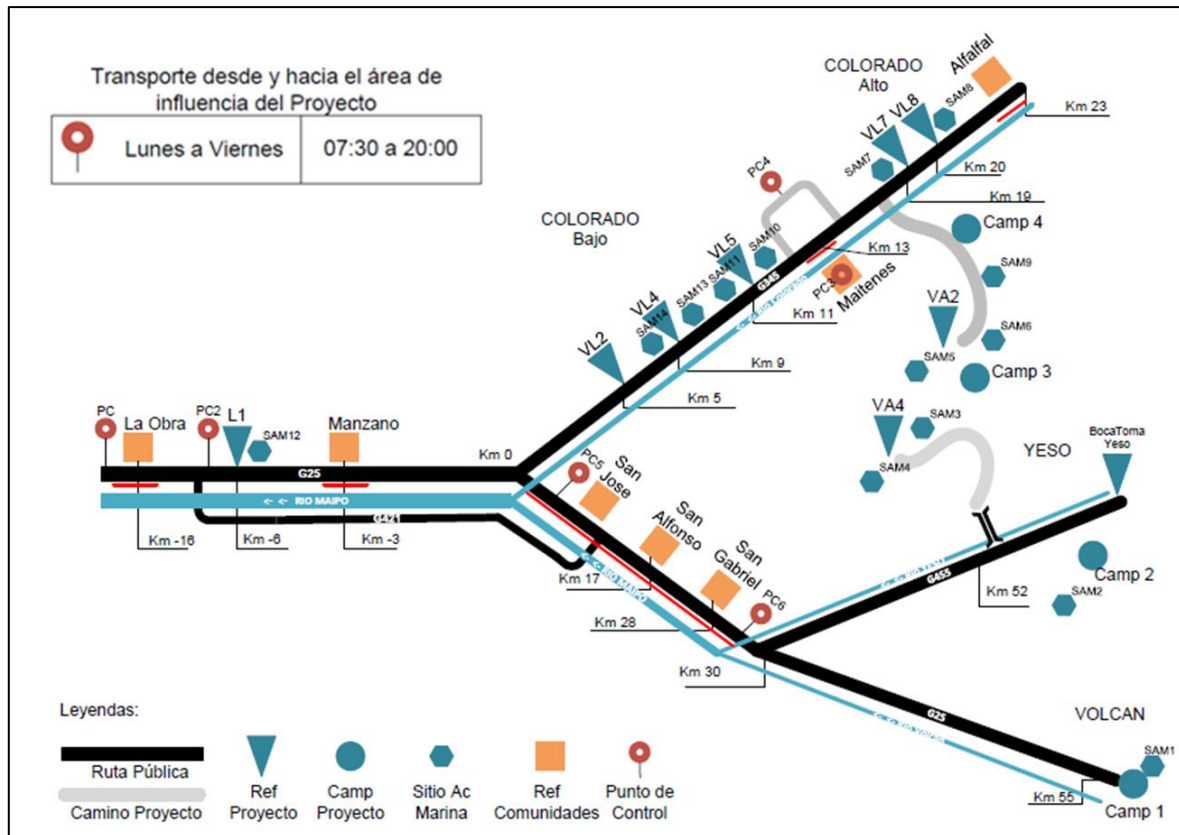 Transporte desde y hacia el área de
influencia del Proyecto
Lunes a Viernes
07:30 a 20:00
COLORADO
Alto
Alfalfal
SAM8
VL8
VL7
SAM7
Km 23
Km 20
Km 19
PC4
COLORADO
Bajo
Camp 4
SAM9
Km 13
SAM10
VL5
SAM11
SAM13
VL4
SAM14
VL2
G345
PC3
Maitenes
< < Rio Colorado
Km 11
VA2
SAM6
SAM5
Camp 3
Km 9
Km 5
PC
La Obra
PC2
L1
SAM12
Manzano
Km 0
G25
< < RIO MAIPO
G421
Km -16
Km -6
Km -3
PC5
San
Jose
San
Alfonso
San
Gabriel
PC6
VA4
SAM3
SAM4
YESO
BocaToma
Yeso
Km 17
< < RIO MAIPO
Km 28
Km 30
G455
Km 52
Camp 2
SAM2
G25
VOLCAN
SAM1
Km 55
Camp 1
Leyendas:
Ruta Pública
Camino Proyecto
Ref
Proyecto
Camp
Proyecto
Sitio Ac
Marina
Ref
Comunidades
Punto de
Control